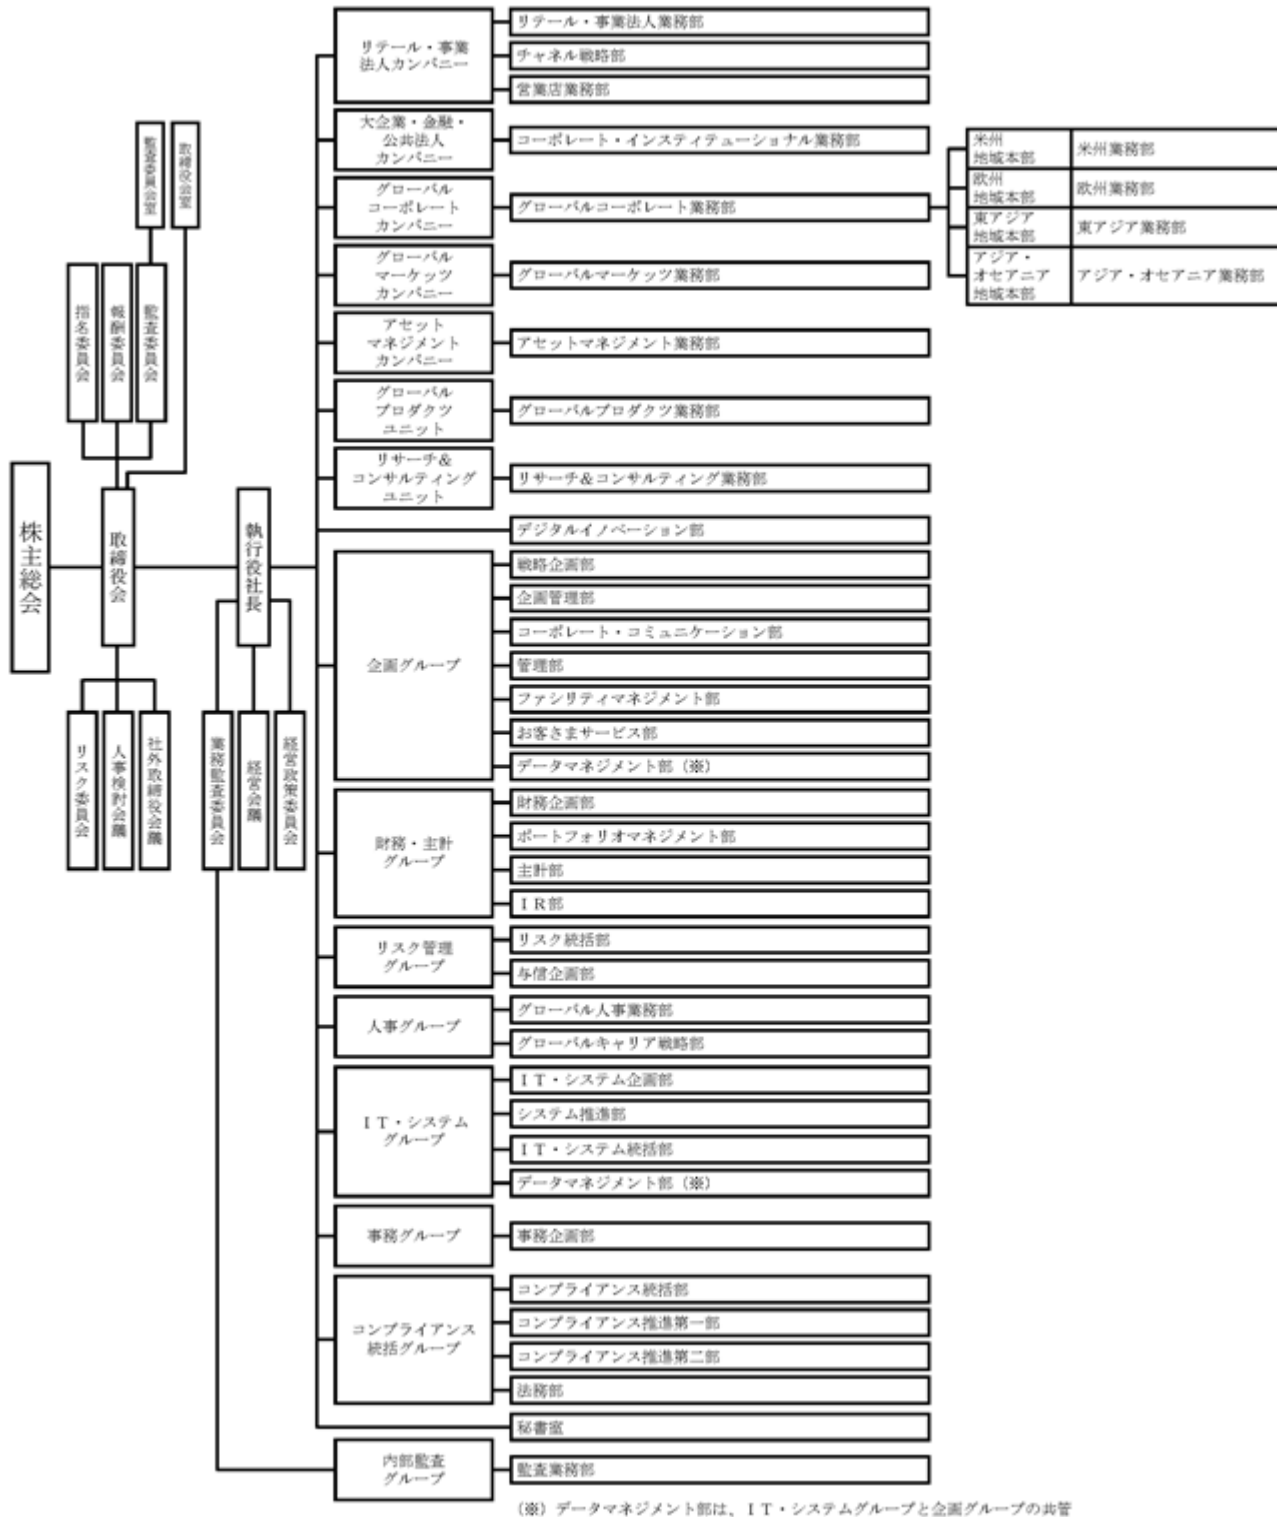 株主総会
取締役会
指名委員会
報酬委員会
監査委員会
監査委員会室
取締役会室
リスク委員会
人事検討会議
社外取締役会議
執行役社長
業務監査委員会
経営会議
経営政策委員会
リテール・事業
法人カンパニー
リテール・事業法人業務部
チャネル戦略部
営業店業務部
大企業・金融・
公共法人
カンパニー
コーポレート・インスティテューショナル業務部
グローバル
コーポレート
カンパニー
グローバルコーポレート業務部
米州
地域本部
米州業務部
欧州
地域本部
欧州業務部
東アジア
地域本部
東アジア業務部
アジア・
オセアニア
地域本部
アジア・オセアニア業務部
グローバル
マーケッツ
カンパニー
グローバルマーケッツ業務部
アセット
マネジメント
カンパニー
アセットマネジメント業務部
グローバル
プロダクツ
ユニット
グローバルプロダクツ業務部
リサーチ&
コンサルティング
ユニット
リサーチ&コンサルティング業務部
デジタルイノベーション部
企画グループ
戦略企画部
企画管理部
コーポレート・コミュニケーション部
管理部
ファシリティマネジメント部
お客さまサービス部
データマネジメント部（※）
財務・主計
グループ
財務企画部
ポートフォリオマネジメント部
主計部
ＩＲ部
リスク管理
グループ
リスク統括部
与信企画部
人事グループ
グローバル人事業務部
グローバルキャリア戦略部
ＩＴ・システム
グループ
ＩＴ・システム企画部
システム推進部
ＩＴ・システム統括部
データマネジメント部（※）
事務グループ
事務企画部
コンプライアンス
統括グループ
コンプライアンス統括部
コンプライアンス推進第一部
コンプライアンス推進第二部
法務部
秘書室
内部監査
グループ
監査業務部
（※）データマネジメント部は、ＩＴ・システムグループと企画グループの共管